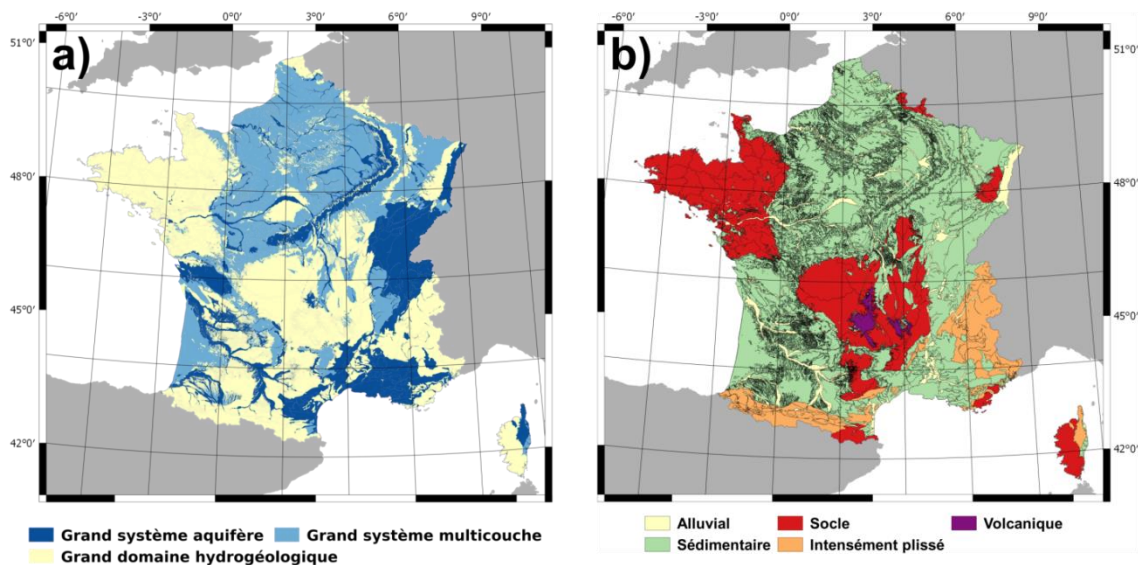 -6°0′ -3°0′ 0°0′ 3°0′ 6°0′ 9°0′
-6°0′ -3°0′ 0°0′ 3°0′ 6°0′ 9°0′
51°0′
a)
b)
51°0′
48°0′
48°0′
45°0′
45°0′
42°0′
42°0′
Grand système aquifère Grand système multicouche
Grand domaine hydrogéologique
Alluvial Socle Volcanique
Sédimentaire Intensément plissé